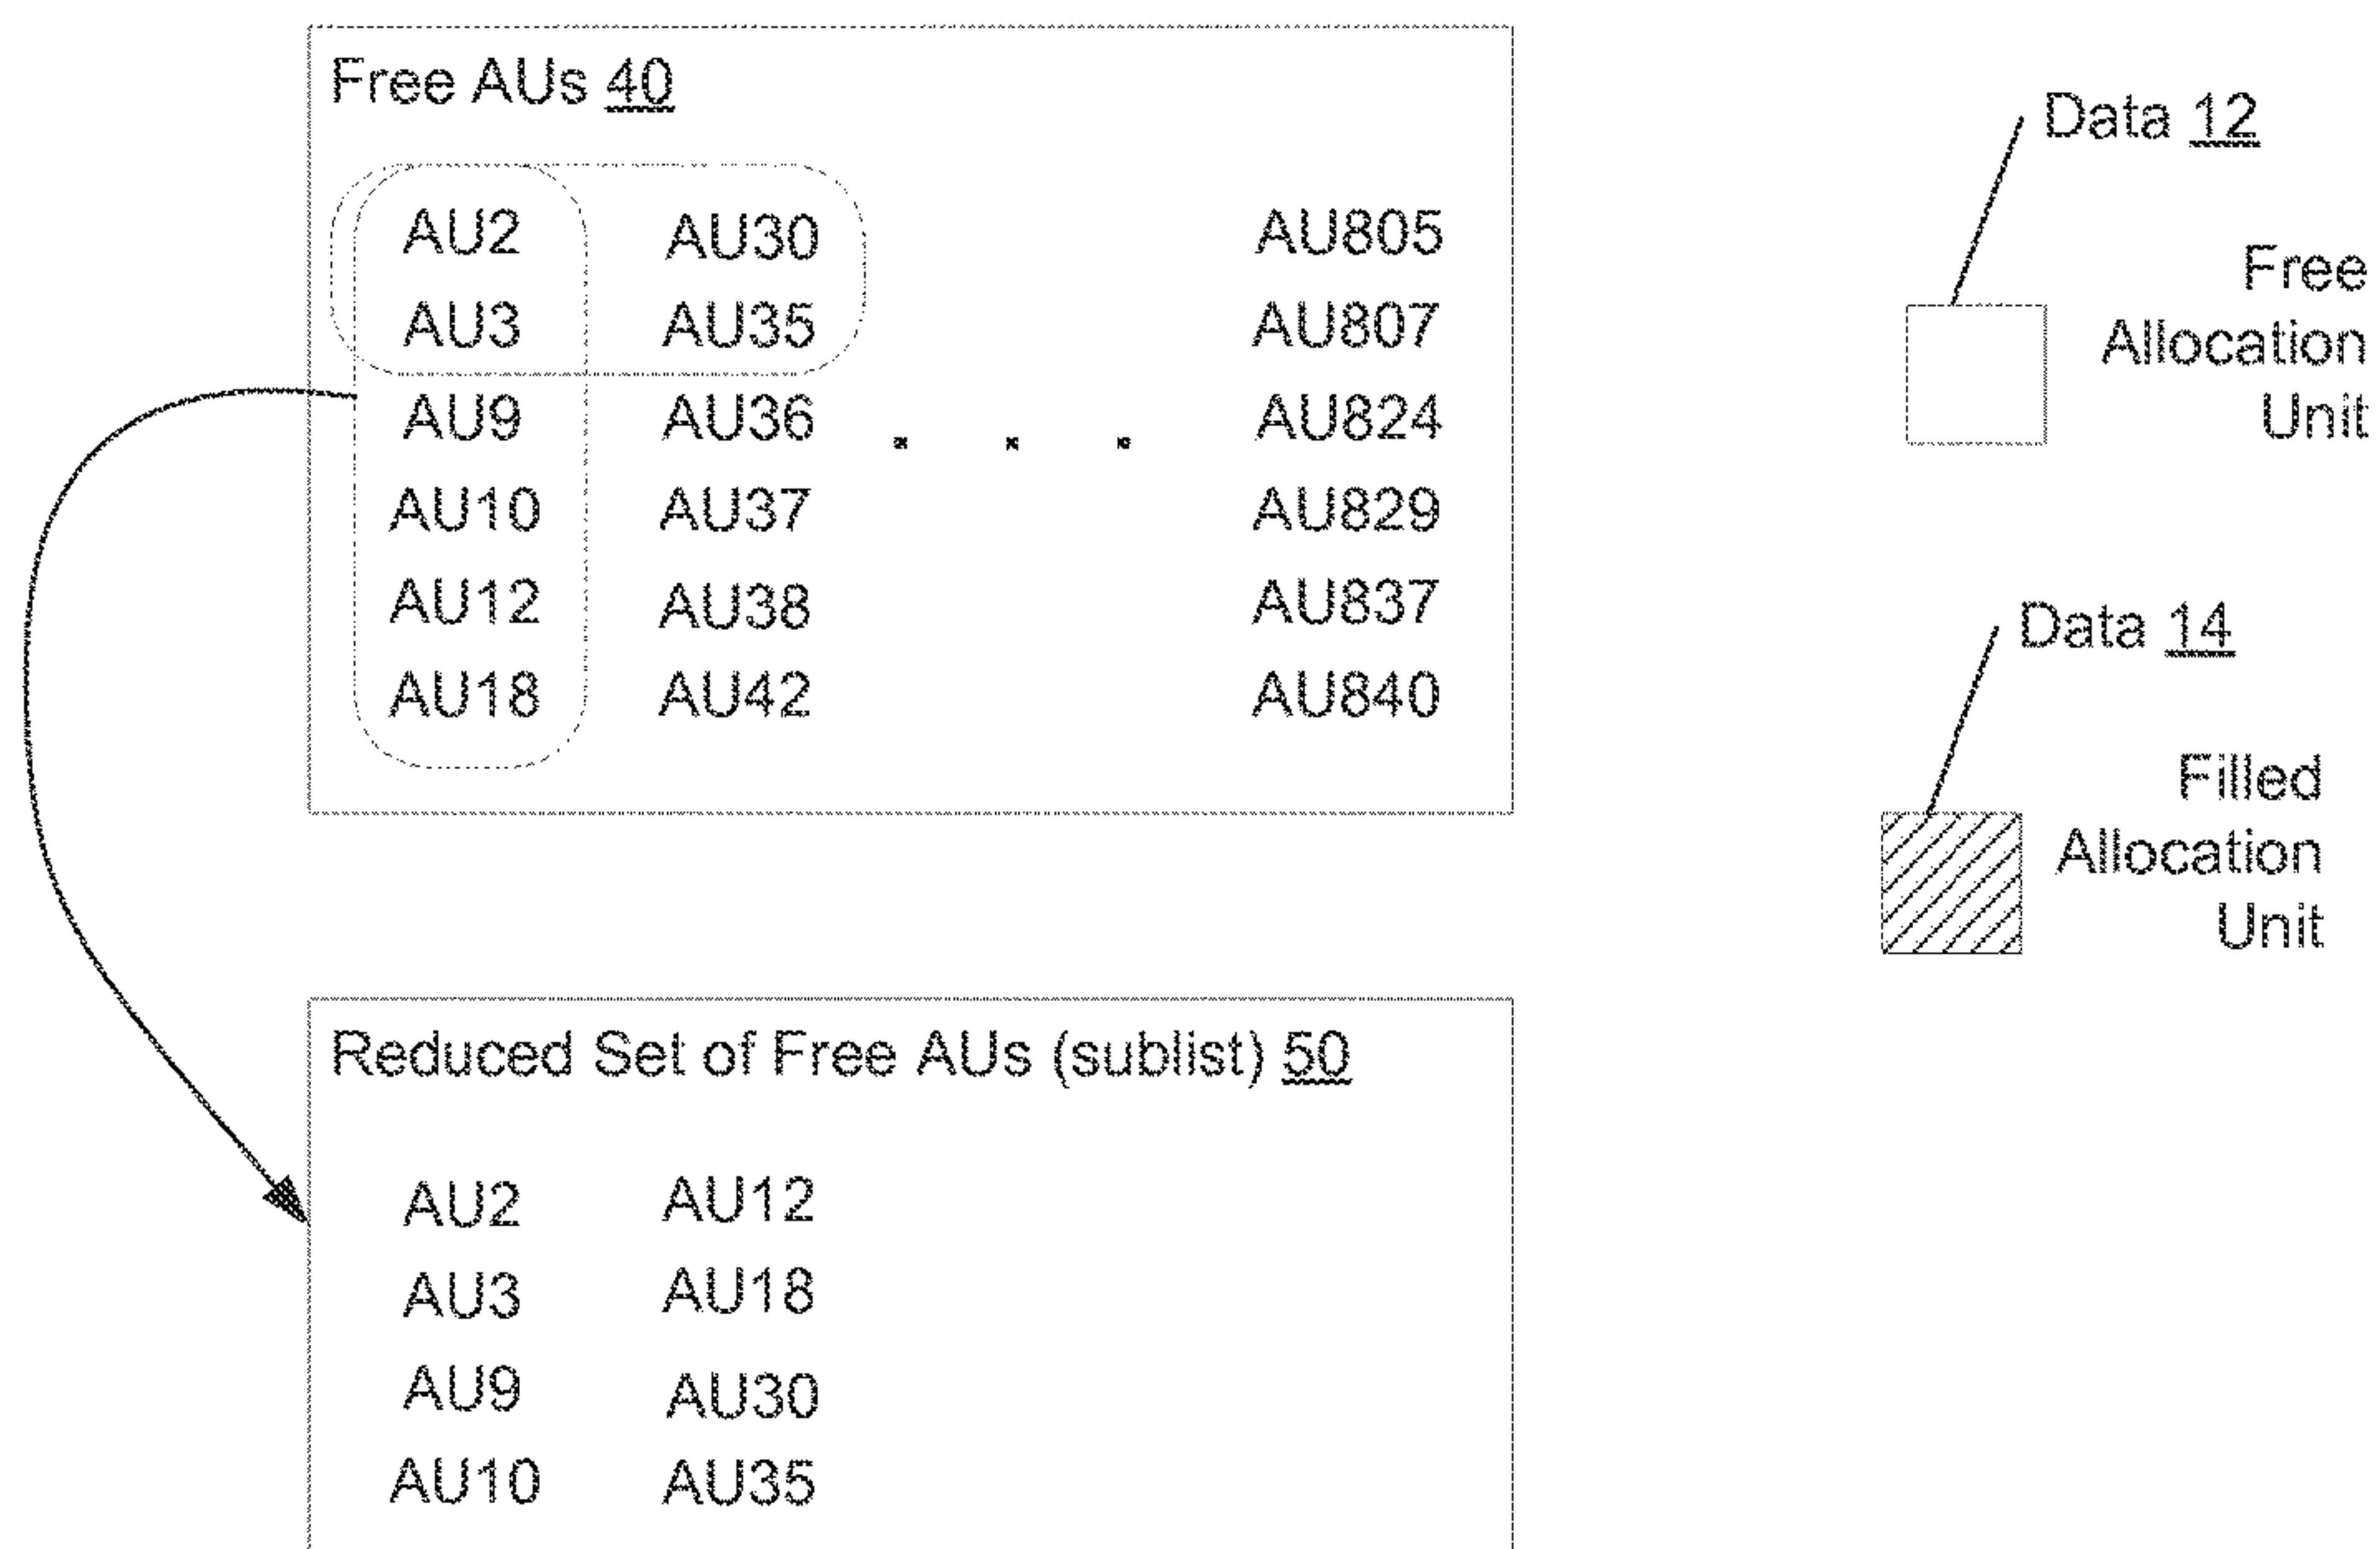 Free AUs 40
AU2 AU30 AU805
AU3 AU35 AU807
AU9 AU36 . . . AU824
AU10 AU37 AU829
AU12 AU38 AU837
AU18 AU42 AU840
Data 12
Free
Allocation
Unit
Data 14
Filled
Allocation
Unit
Reduced Set of Free AUs (sublist) 50
AU2 AU12
AU3 AU18
AU9 AU30
AU10 AU35